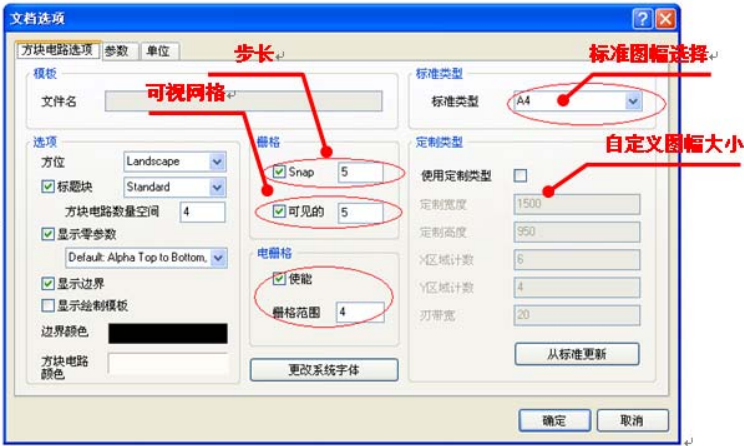 文档选项
方块电路选项 参数 单位
步长
标准图幅选择
模板
文件名
可视网格
标准类型
标准类型 A4
选项
方位 Landscape
标题块 Standard
方块电路数量空间 4
显示零参数
Default: Alpha Top to Bottom,
显示边界
显示绘制模板
边界颜色
方块电路
颜色
栅格
Snap 5
可见的 5
电栅格
使能
栅格范围 4
更改系统字体
定制类型
自定义图幅大小
使用定制类型
定制宽度 1500
定制高度 950
X区域计数 6
Y区域计数 4
刃带宽 20
从标准更新
确定 取消